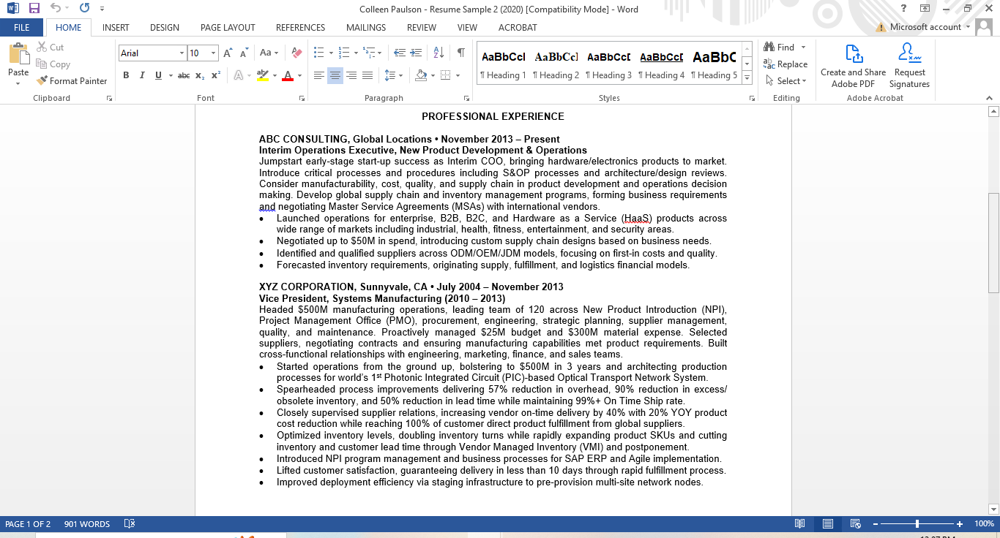 Colleen Paulson - Resume Sample 2 (2020) [Compatibility Mode] - Word
?
FILE HOME INSERT DESIGN PAGE LAYOUT REFERENCES MAILINGS REVIEW VIEW ACROBAT Microsoft account
Paste
Cut
Copy
Format Painter
Clipboard
Arial 10
Aa
B I U abc X₂ X²
Font
Paragraph
AaBbCcI AaBbCcI AaBbCcI AaBbCcI AaBbC
¶ Heading 1 ¶ Heading 2 ¶ Heading 3 ¶ Heading 4 ¶ Heading 5
Styles
Find
Replace
Select
Editing
Create and Share Adobe PDF
Request Signatures
Adobe Acrobat
PROFESSIONAL EXPERIENCE
ABC CONSULTING, Global Locations • November 2013 – Present
Interim Operations Executive, New Product Development & Operations
Jumpstart early-stage start-up success as Interim COO, bringing hardware/electronics products to market.
Introduce critical processes and procedures including S&OP processes and architecture/design reviews.
Consider manufacturability, cost, quality, and supply chain in product development and operations decision
making. Develop global supply chain and inventory management programs, forming business requirements
and negotiating Master Service Agreements (MSAs) with international vendors.
• Launched operations for enterprise, B2B, B2C, and Hardware as a Service (HaaS) products across
wide range of markets including industrial, health, fitness, entertainment, and security areas.
• Negotiated up to $50M in spend, introducing custom supply chain designs based on business needs.
• Identified and qualified suppliers across ODM/OEM/JDM models, focusing on first-in costs and quality.
• Forecasted inventory requirements, originating supply, fulfillment, and logistics financial models.
XYZ CORPORATION, Sunnyvale, CA • July 2004 – November 2013
Vice President, Systems Manufacturing (2010 – 2013)
Headed $500M manufacturing operations, leading team of 120 across New Product Introduction (NPI),
Project Management Office (PMO), procurement, engineering, strategic planning, supplier management,
quality, and maintenance. Proactively managed $25M budget and $300M material expense. Selected
suppliers, negotiating contracts and ensuring manufacturing capabilities met product requirements. Built
cross-functional relationships with engineering, marketing, finance, and sales teams.
• Started operations from the ground up, bolstering to $500M in 3 years and architecting production
processes for world's 1st Photonic Integrated Circuit (PIC)-based Optical Transport Network System.
• Spearheaded process improvements delivering 57% reduction in overhead, 90% reduction in excess/
obsolete inventory, and 50% reduction in lead time while maintaining 99%+ On Time Ship rate.
• Closely supervised supplier relations, increasing vendor on-time delivery by 40% with 20% YOY product
cost reduction while reaching 100% of customer direct product fulfillment from global suppliers.
• Optimized inventory levels, doubling inventory turns while rapidly expanding product SKUs and cutting
inventory and customer lead time through Vendor Managed Inventory (VMI) and postponement.
• Introduced NPI program management and business processes for SAP ERP and Agile implementation.
• Lifted customer satisfaction, guaranteeing delivery in less than 10 days through rapid fulfillment process.
• Improved deployment efficiency via staging infrastructure to pre-provision multi-site network nodes.
PAGE 1 OF 2 901 WORDS 100%